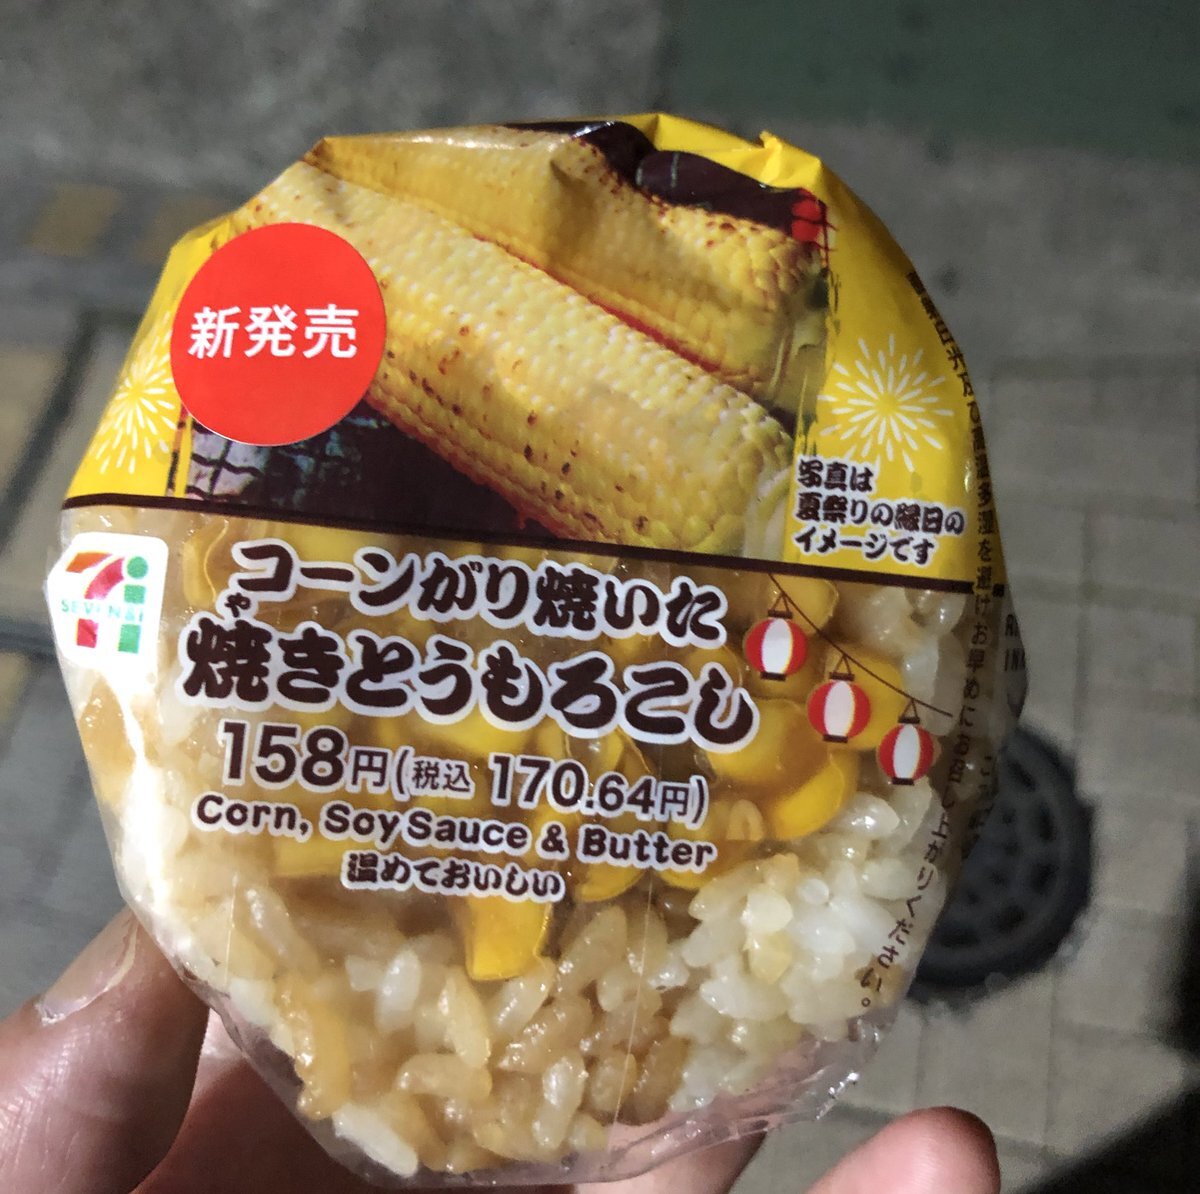 新発売
写真は
夏祭りの縁日の
イメージです
コーンがり焼いた
や
焼きとうもろこし
158円(税込 170.64円)
Corn, Soy Sauce & Butter
温めておいしい